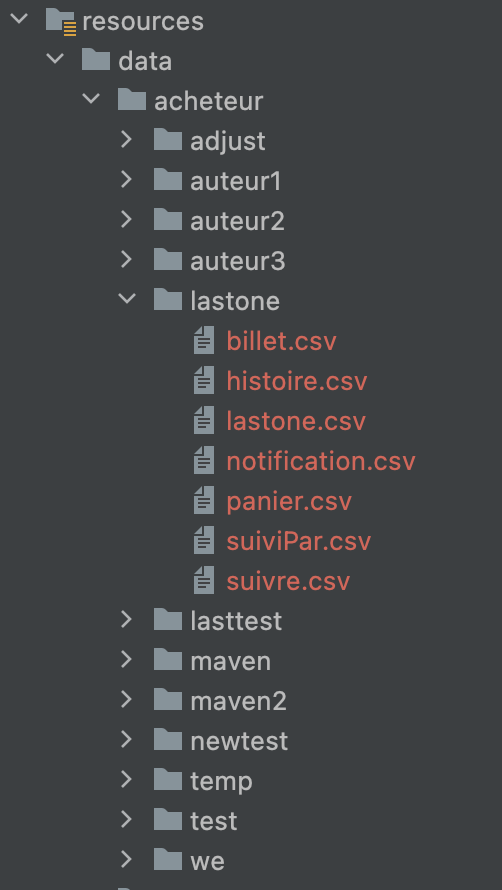 resources
data
acheteur
adjust
auteur1
auteur2
auteur3
lastone
billet.csv
histoire.csv
lastone.csv
notification.csv
panier.csv
suiviPar.csv
suivre.csv
lasttest
maven
maven2
newtest
temp
test
we